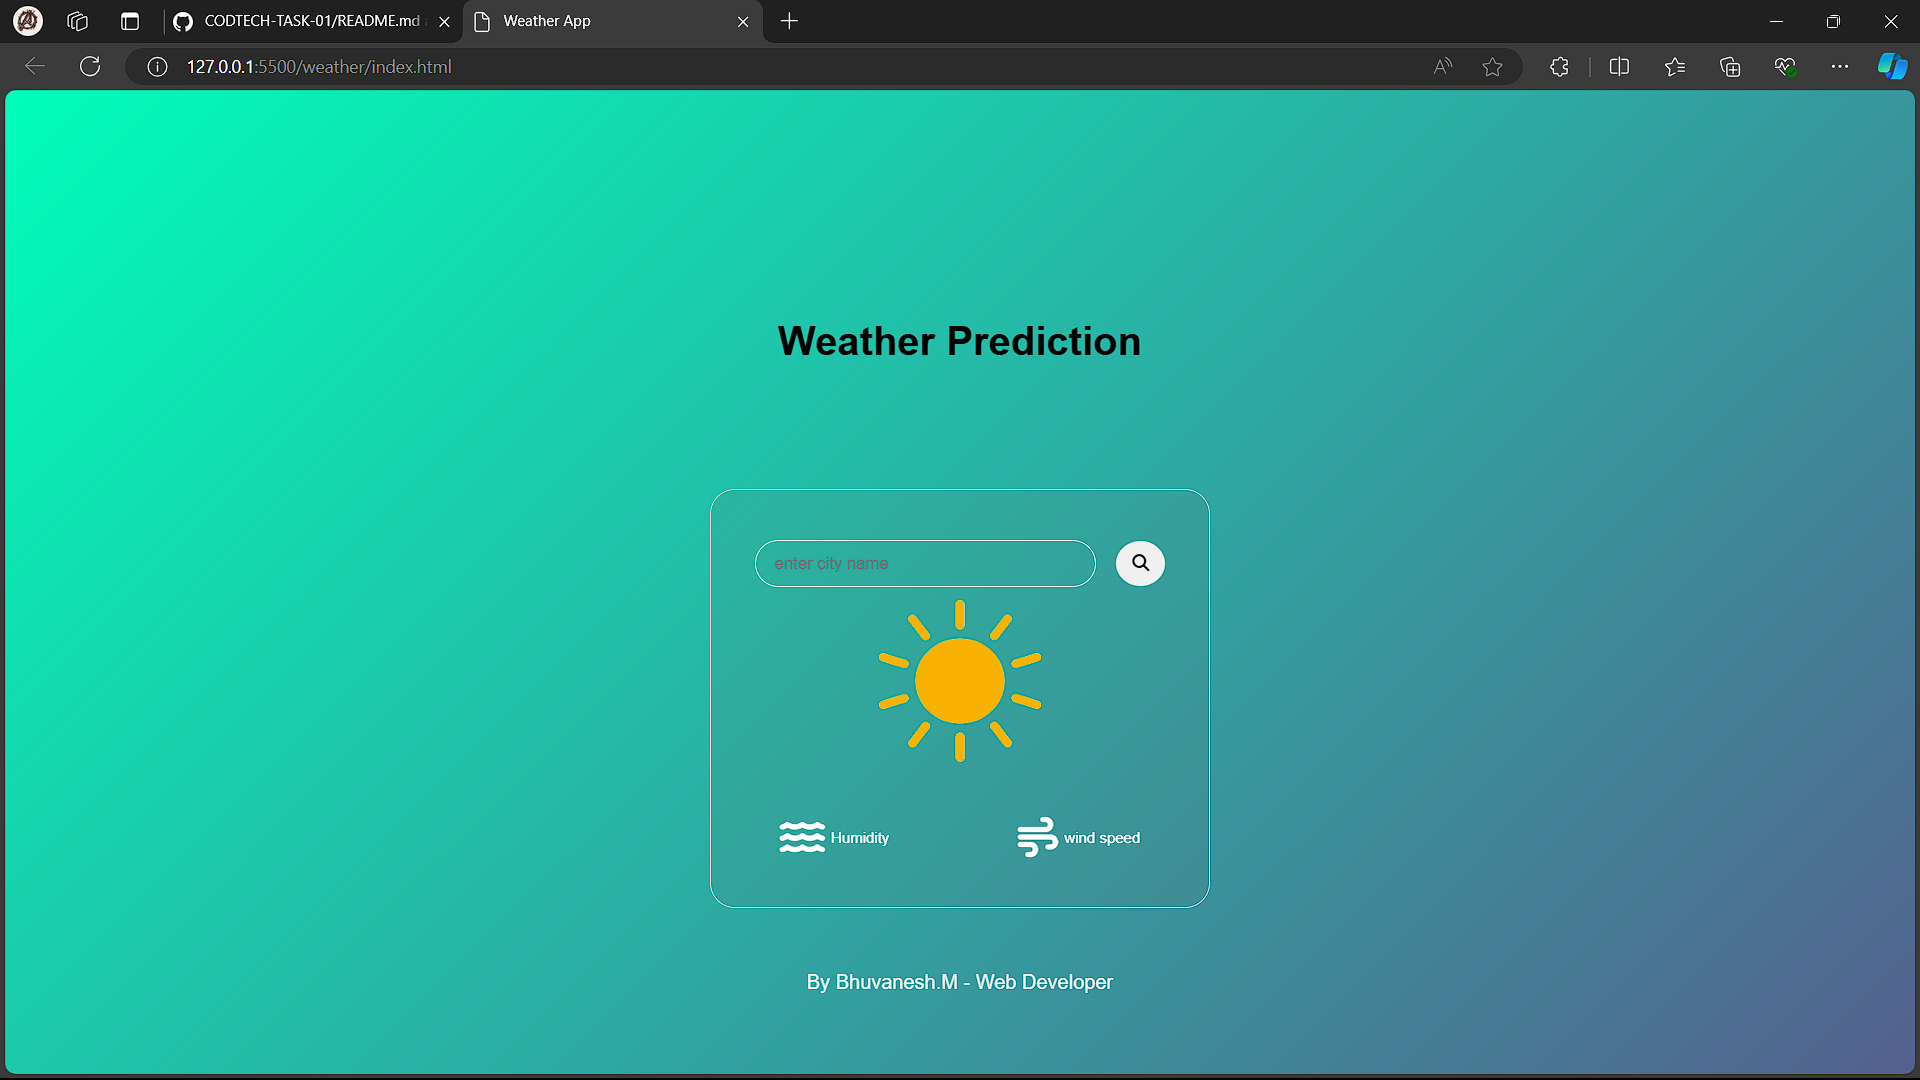 CODTECH-TASK-01/README.md
Weather App
127.0.0.1:5500/weather/index.html
Weather Prediction
enter city name
Humidity
wind speed
By Bhuvanesh.M - Web Developer